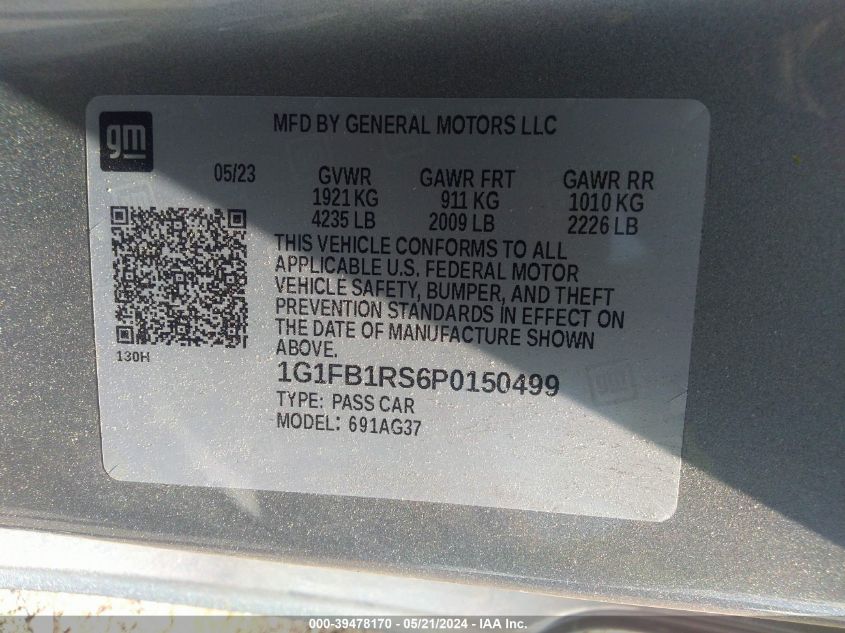 gm
MFD BY GENERAL MOTORS LLC
05/23 GVWR GAWR FRT GAWR RR
1921 KG 911 KG 1010 KG
4235 LB 2009 LB 2226 LB
THIS VEHICLE CONFORMS TO ALL
APPLICABLE U.S. FEDERAL MOTOR
VEHICLE SAFETY, BUMPER, AND THEFT
PREVENTION STANDARDS IN EFFECT ON
THE DATE OF MANUFACTURE SHOWN
ABOVE.
130H
1G1FB1RS6P0150499
TYPE: PASS CAR
MODEL: 691AG37
000-39478170 - 05/21/2024 - IAA Inc.